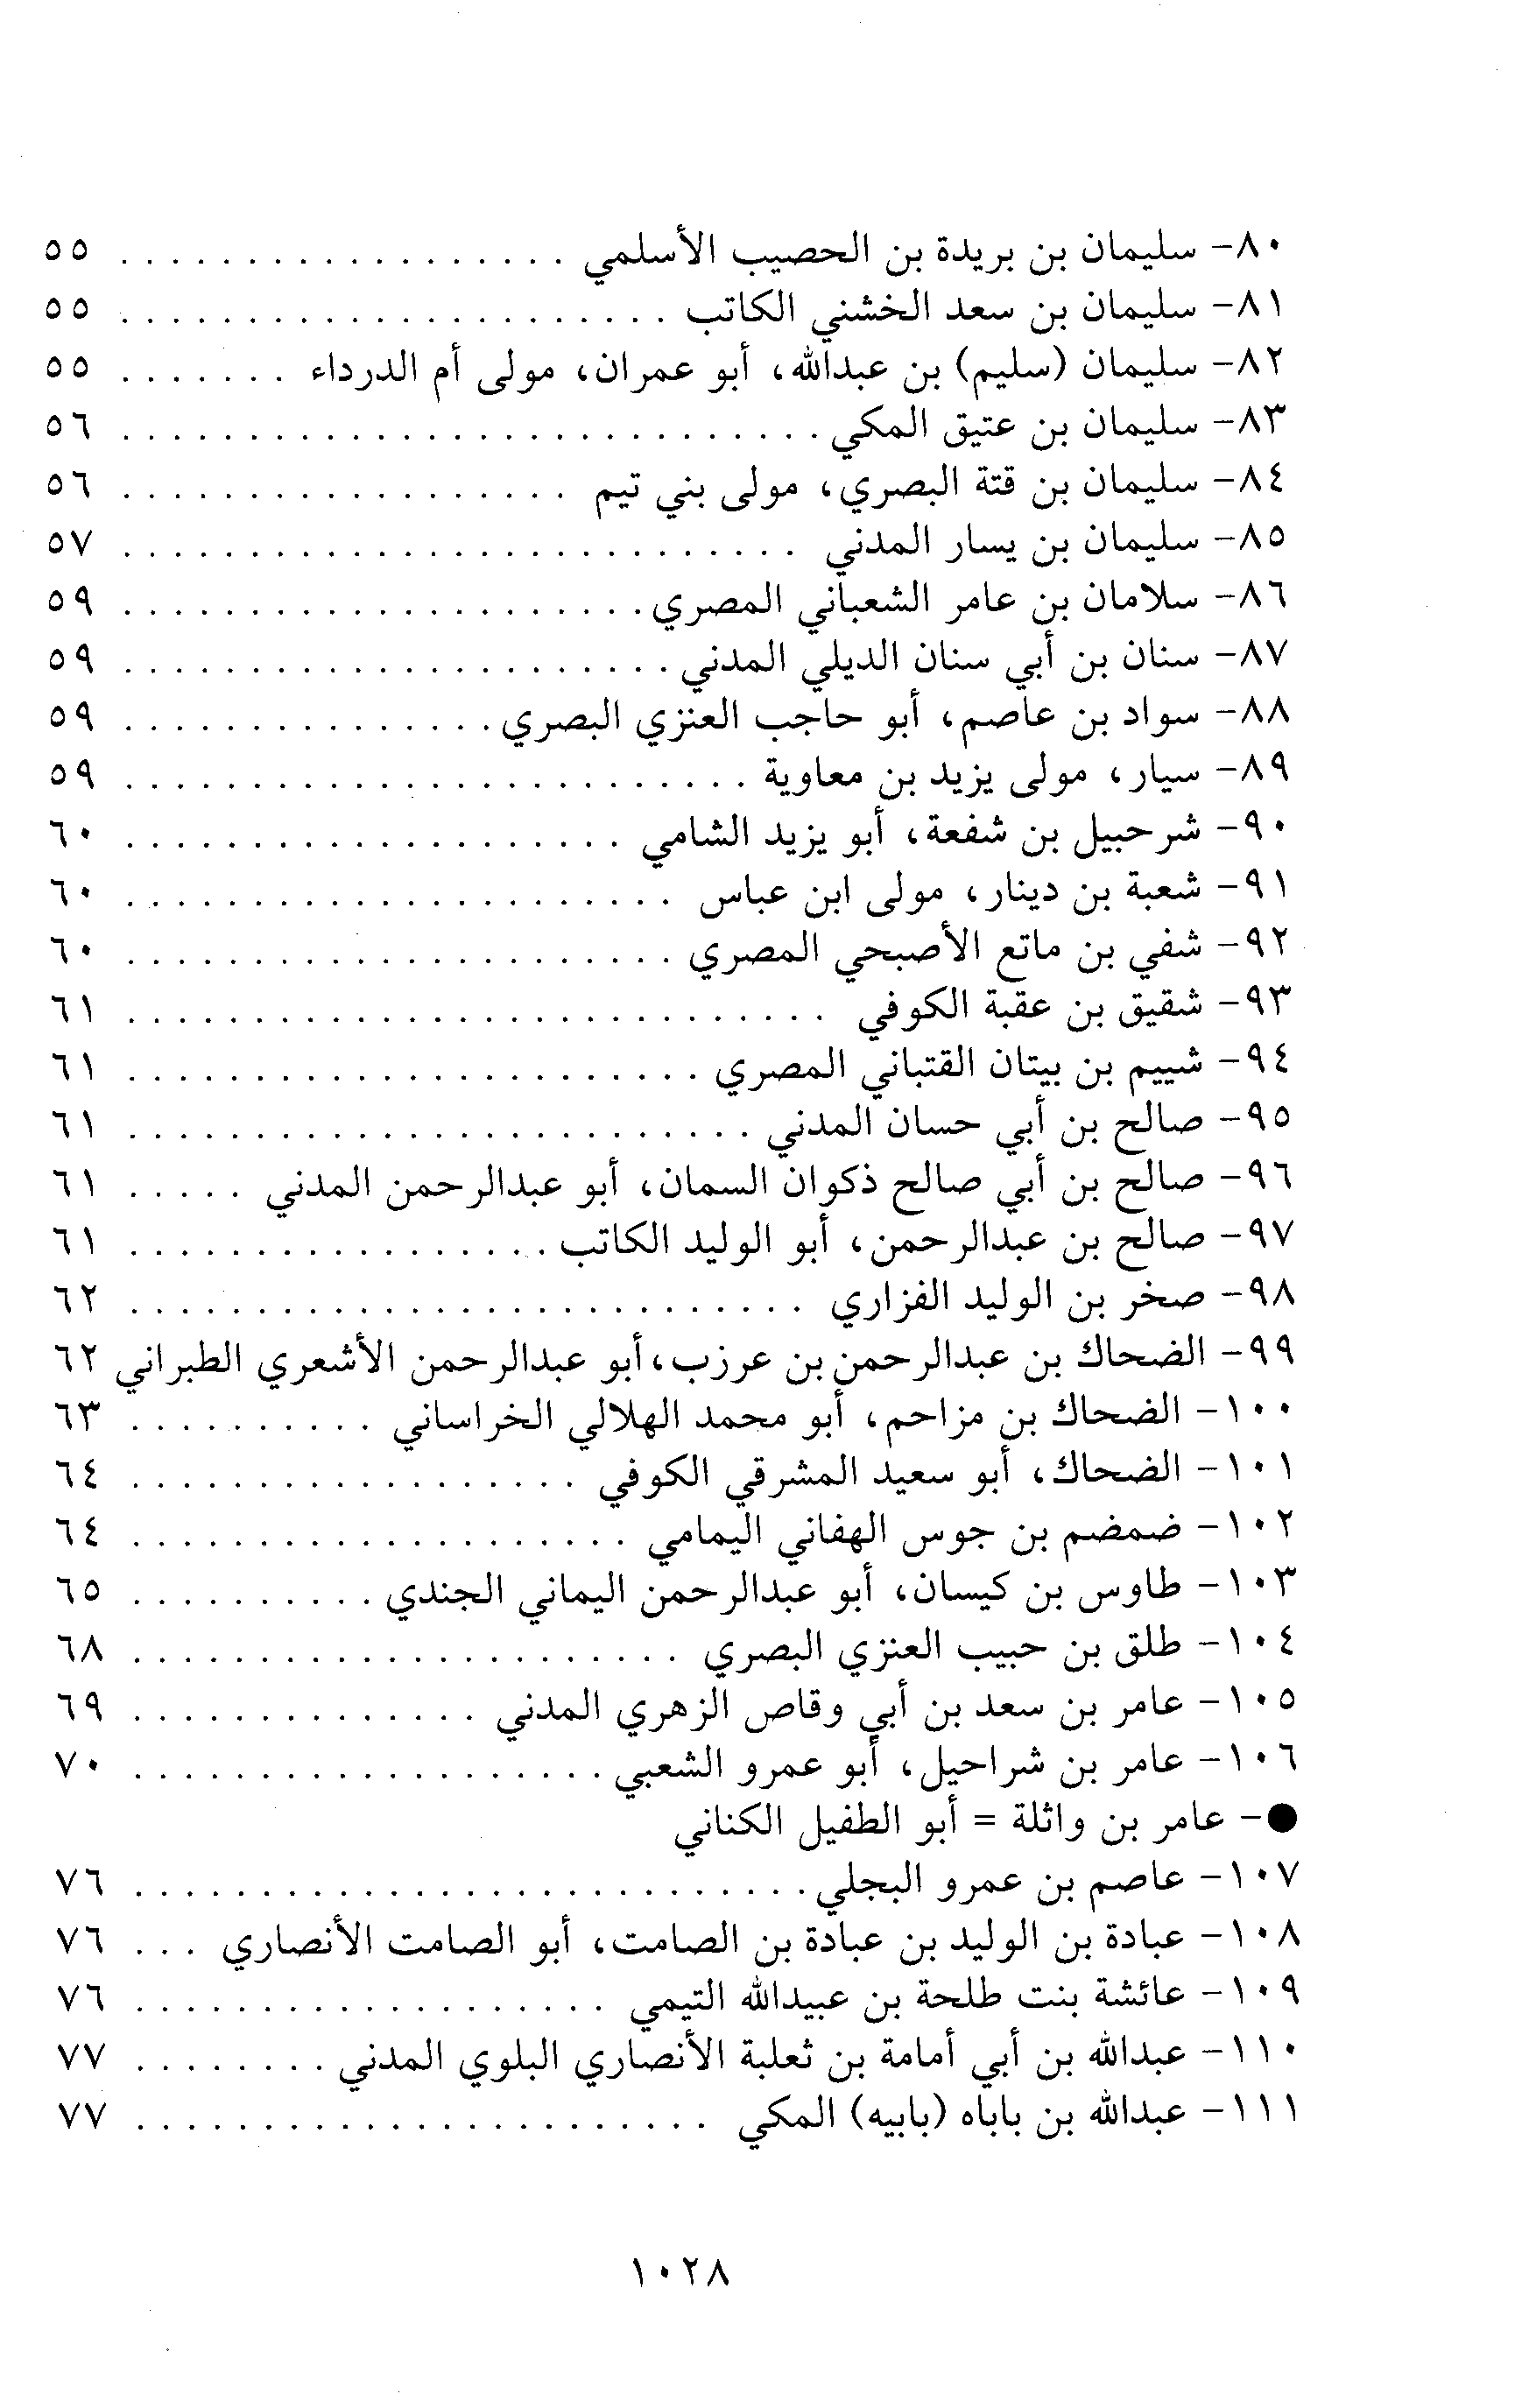 ٨٠- سليمان بن بريدة بن الحصيب الأسلمي . . . . . . . . . . . . . . . . . . ٥٥
٨١- سليمان بن سعد الخشني الكاتب . . . . . . . . . . . . . . . . . . . . . . ٥٥
٨٢- سليمان (سليم) بن عبدالله، أبو عمران، مولى أم الدرداء . . . . . . . ٥٥
٨٣- سليمان بن عتيق المكي . . . . . . . . . . . . . . . . . . . . . . . . . . . . ٥٦
٨٤- سليمان بن قتة البصري، مولى بني تيم . . . . . . . . . . . . . . . . . . ٥٦
٨٥- سليمان بن يسار المدني . . . . . . . . . . . . . . . . . . . . . . . . . . . ٥٧
٨٦- سلامان بن عامر الشعباني المصري . . . . . . . . . . . . . . . . . . . . . ٥٩
٨٧- سنان بن أبي سنان الديلي المدني . . . . . . . . . . . . . . . . . . . . . . ٥٩
٨٨- سواد بن عاصم، أبو حاجب العنزي البصري . . . . . . . . . . . . . . . ٥٩
٨٩- سيار، مولى يزيد بن معاوية . . . . . . . . . . . . . . . . . . . . . . . . . ٥٩
٩٠- شرحبيل بن شفعة، أبو يزيد الشامي . . . . . . . . . . . . . . . . . . . . ٦٠
٩١- شعبة بن دينار، مولى ابن عباس . . . . . . . . . . . . . . . . . . . . . . ٦٠
٩٢- شفي بن ماتع الأصبحي المصري . . . . . . . . . . . . . . . . . . . . . . ٦٠
٩٣- شقيق بن عقبة الكوفي . . . . . . . . . . . . . . . . . . . . . . . . . . . . ٦١
٩٤- شييم بن بيتان القتباني المصري . . . . . . . . . . . . . . . . . . . . . . . ٦١
٩٥- صالح بن أبي حسان المدني . . . . . . . . . . . . . . . . . . . . . . . . . ٦١
٩٦- صالح بن أبي صالح ذكوان السمان، أبو عبدالرحمن المدني . . . . . ٦١
٩٧- صالح بن عبدالرحمن، أبو الوليد الكاتب . . . . . . . . . . . . . . . . . ٦١
٩٨- صخر بن الوليد الفزاري . . . . . . . . . . . . . . . . . . . . . . . . . . . ٦٢
٩٩- الضحاك بن عبدالرحمن بن عرزب، أبو عبدالرحمن الأشعري الطبراني ٦٢
١٠٠- الضحاك بن مزاحم، أبو محمد الهلالي الخراساني . . . . . . . . . . ٦٣
١٠١- الضحاك، أبو سعيد المشرقي الكوفي . . . . . . . . . . . . . . . . . . ٦٤
١٠٢- ضمضم بن جوس الهفاني اليمامي . . . . . . . . . . . . . . . . . . . . ٦٤
١٠٣- طاوس بن كيسان، أبو عبدالرحمن اليماني الجندي . . . . . . . . . . ٦٥
١٠٤- طلق بن حبيب العنزي البصري . . . . . . . . . . . . . . . . . . . . . . ٦٨
١٠٥- عامر بن سعد بن أبي وقاص الزهري المدني . . . . . . . . . . . . . . ٦٩
١٠٦- عامر بن شراحيل، أبو عمرو الشعبي . . . . . . . . . . . . . . . . . . . ٧٠
●- عامر بن واثلة = أبو الطفيل الكناني
١٠٧- عاصم بن عمرو البجلي . . . . . . . . . . . . . . . . . . . . . . . . . . . ٧٦
١٠٨- عبادة بن الوليد بن عبادة بن الصامت، أبو الصامت الأنصاري . . . ٧٦
١٠٩- عائشة بنت طلحة بن عبيدالله التيمي . . . . . . . . . . . . . . . . . . . ٧٦
١١٠- عبدالله بن أبي أمامة بن ثعلبة الأنصاري البلوي المدني . . . . . . . . ٧٧
١١١- عبدالله بن باباه (بابيه) المكي . . . . . . . . . . . . . . . . . . . . . . . ٧٧
١٠٢٨